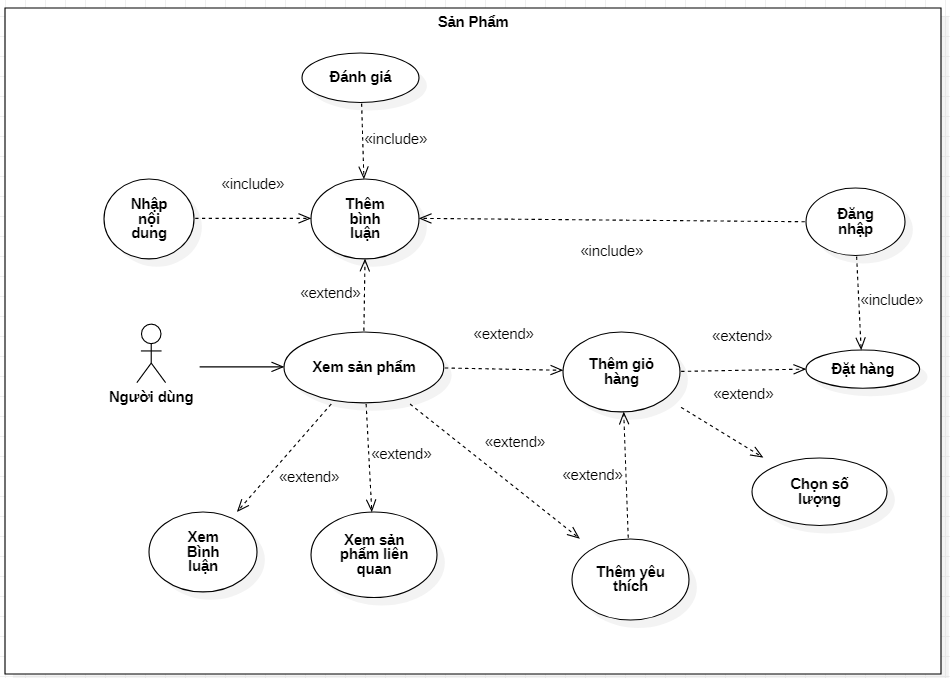 Sản Phẩm
Đánh giá
«include»
«include»
Nhập
nội
dung
Thêm
bình
luận
Đăng
nhập
«include»
«extend»
«include»
Người dùng
Xem sản phẩm
«extend»
Thêm giỏ
hàng
«extend»
Đặt hàng
«extend»
«extend»
«extend»
«extend»
«extend»
Chọn số
lượng
Xem
Bình
luận
Xem sản
phẩm liên
quan
Thêm yêu
thích